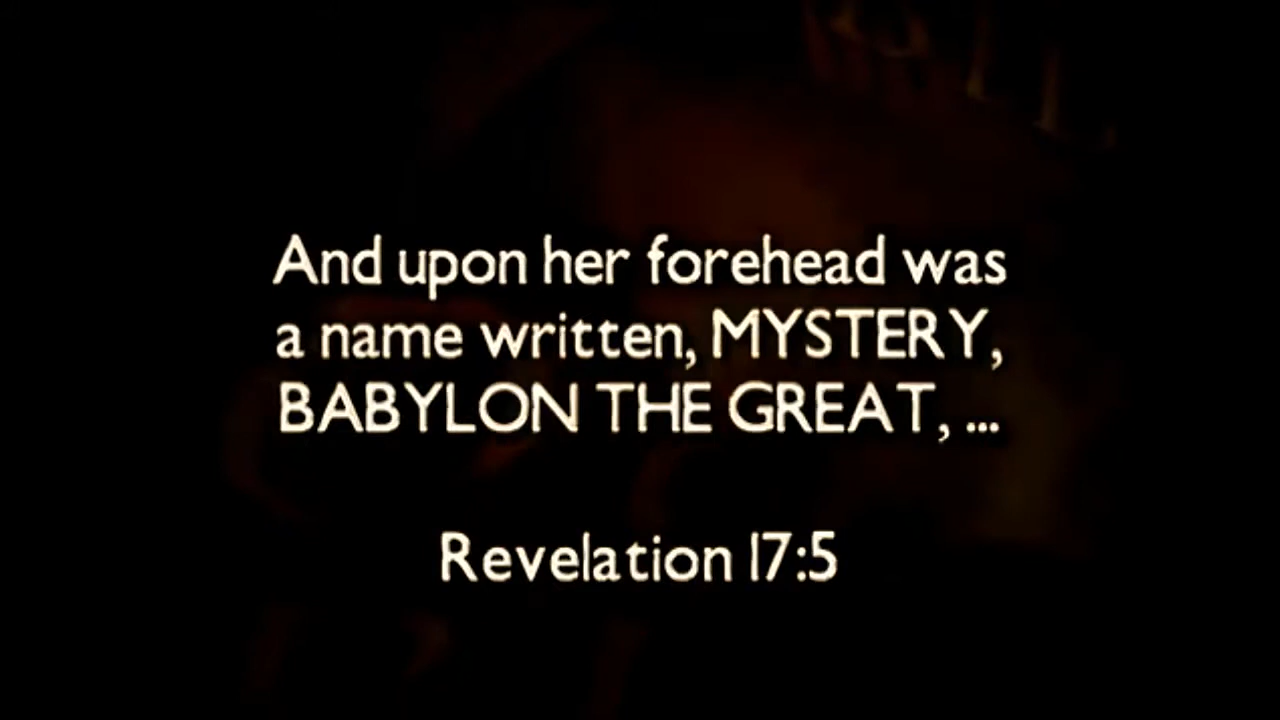 And upon her forehead was
a name written, MYSTERY,
BABYLON THE GREAT, ...
Revelation 17:5